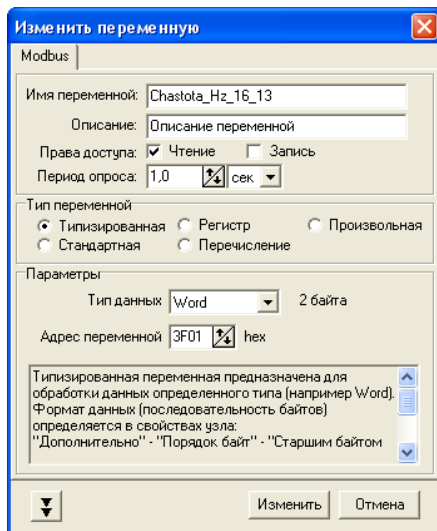 Изменить переменную
Modbus
Имя переменной: Chastota_Hz_16_13
Описание: Описание переменной
Права доступа: Чтение Запись
Период опроса: 1,0 сек
Тип переменной
Типизированная Регистр Произвольная
Стандартная Перечисление
Параметры
Тип данных Word 2 байта
Адрес переменной 3F01 hex
Типизированная переменная предназначена для
обработки данных определенного типа (например Word).
Формат данных (последовательность байтов)
определяется в свойствах узла:
"Дополнительно" - "Порядок байт" - "Старшим байтом
Изменить Отмена